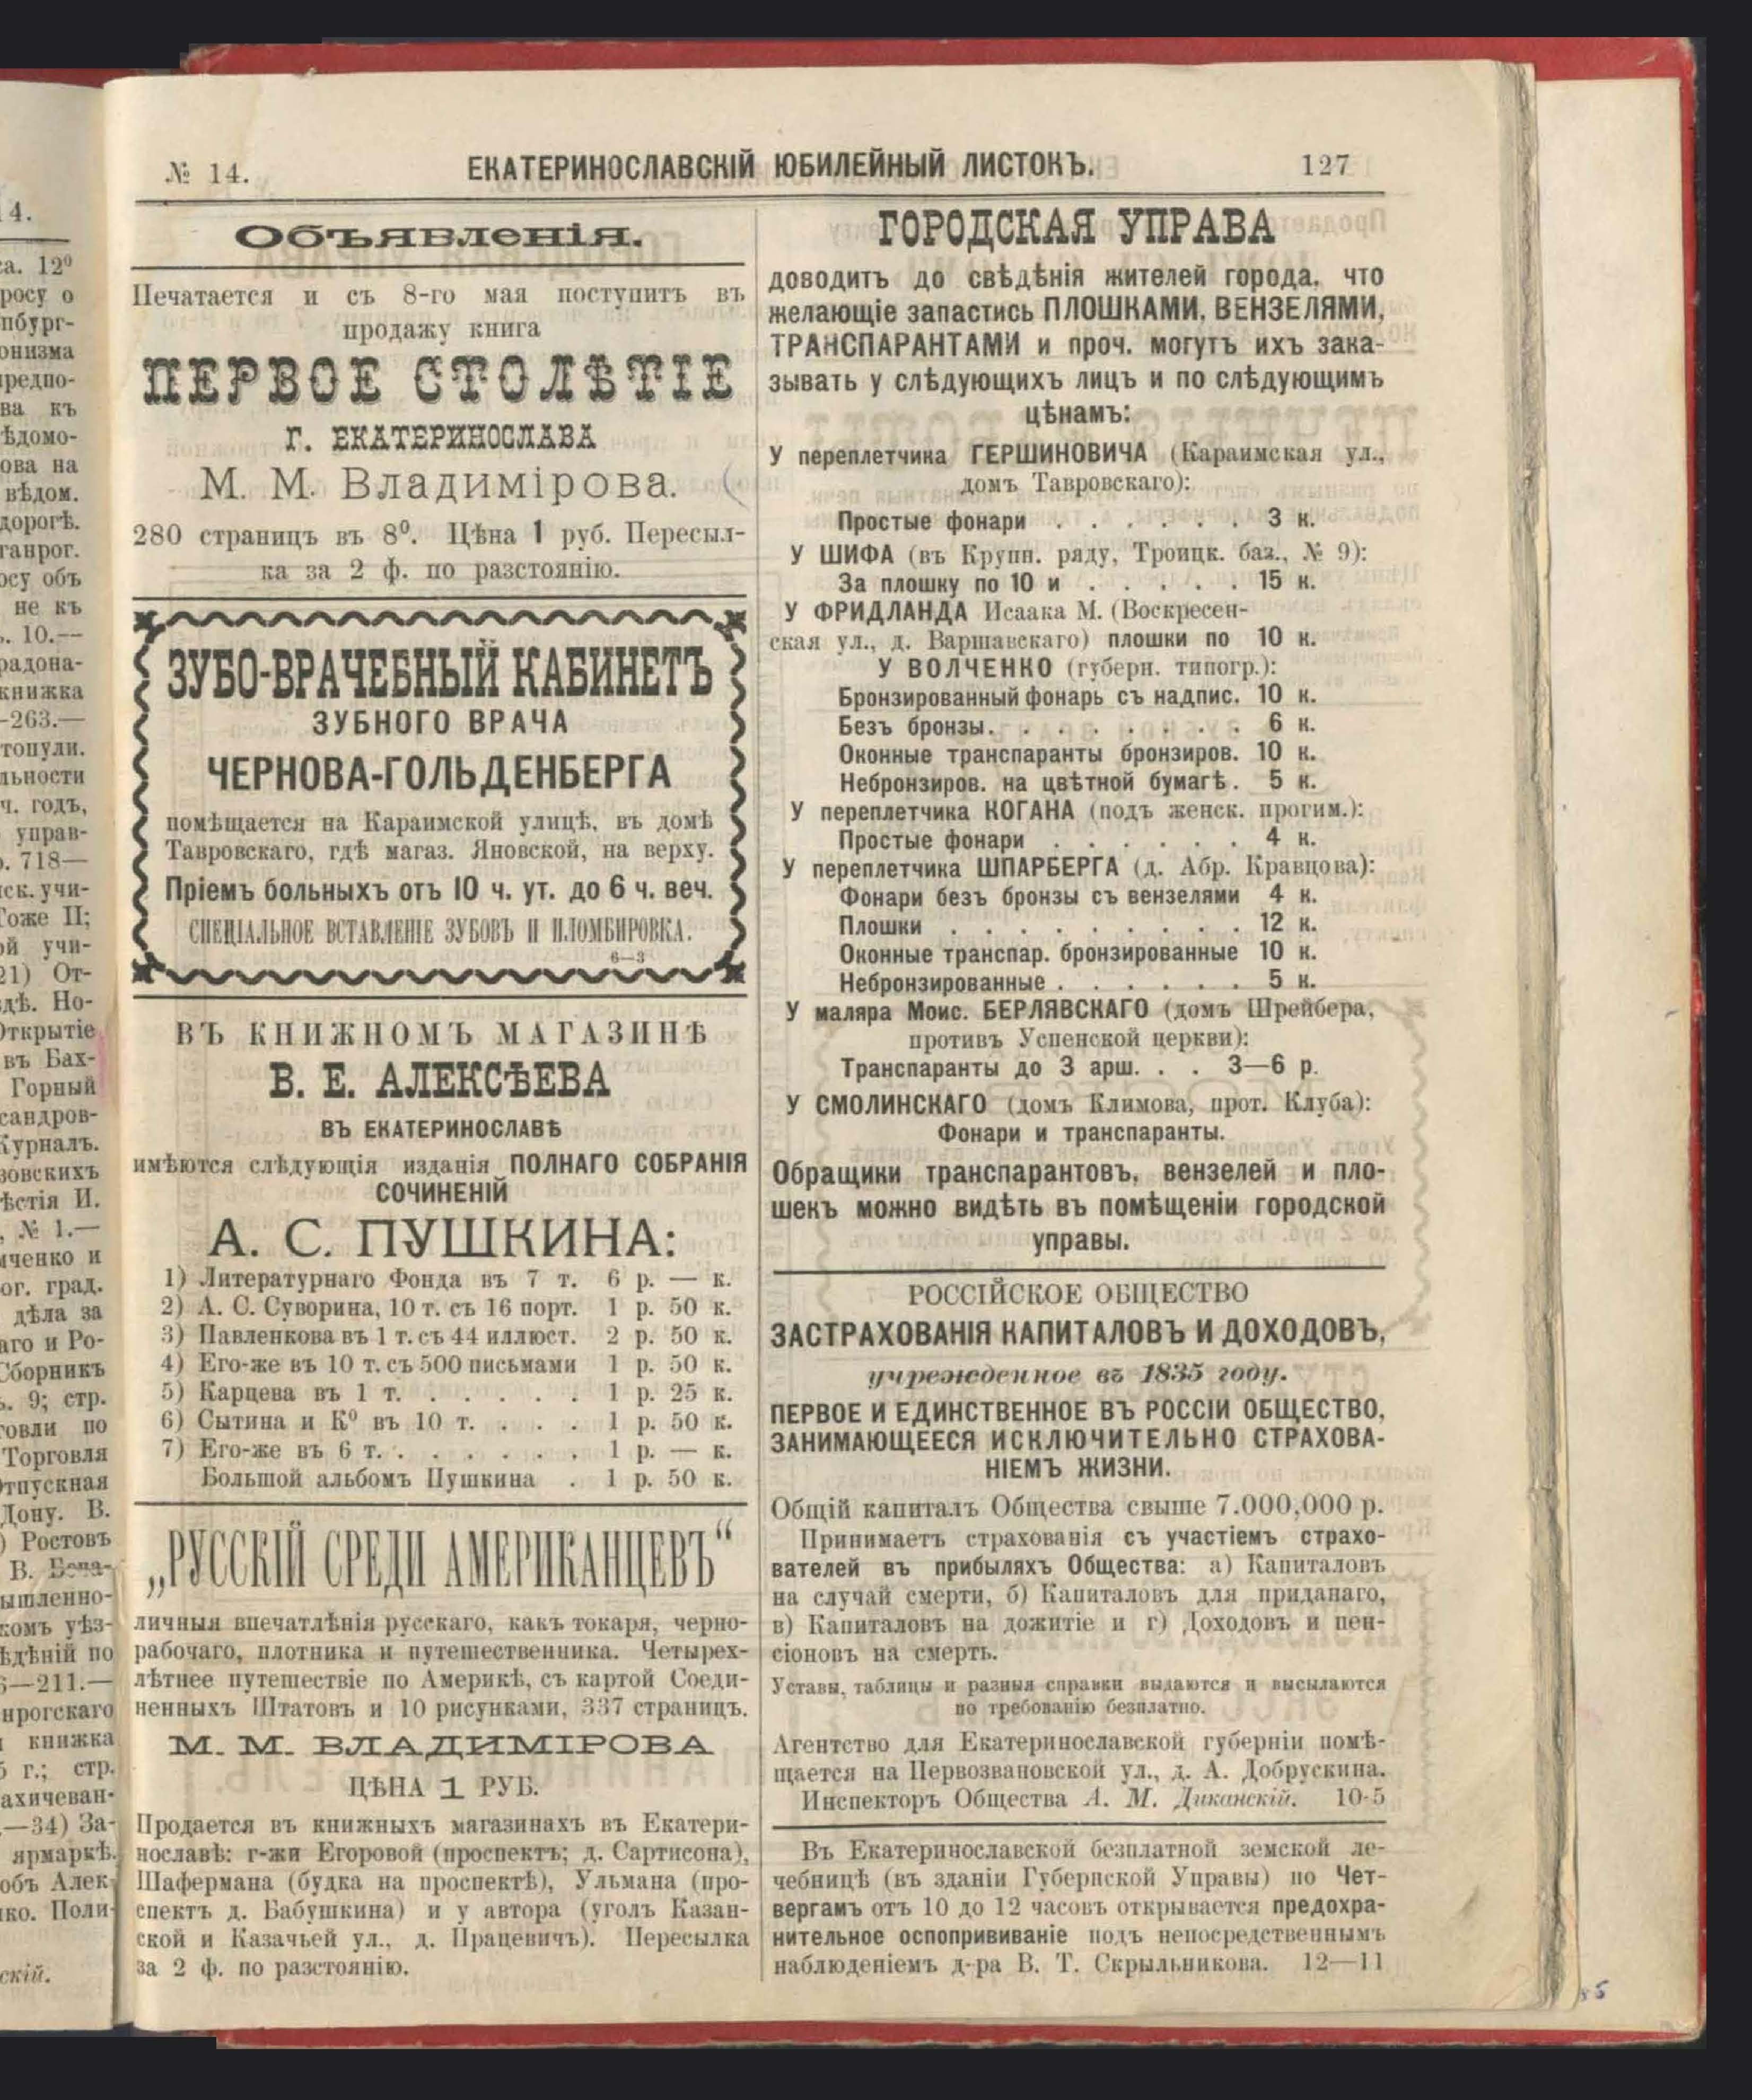 № 14.
ЕКАТЕРИНОСЛАВСКІЙ ЮБИЛЕЙНЫЙ ЛИСТОКЪ.
127
Объявленія.
Печатается и съ 8-го мая поступитъ въ
продажу книга
ПЕРВОЕ СТОЛѢТІЕ
Г. ЕКАТЕРИНОСЛАВА
М. М. Владимірова.
280 страницъ въ 8⁰. Цѣна 1 руб. Пересыл-
ка за 2 ф. по разстоянію.
ЗУБО-ВРАЧЕБНЫЙ КАБИНЕТЪ
ЗУБНОГО ВРАЧА
ЧЕРНОВА-ГОЛЬДЕНБЕРГА
помѣщается на Караимской улицѣ, въ домѣ
Тавровскаго, гдѣ магаз. Яновской, на верху.
Пріемъ больныхъ отъ 10 ч. ут. до 6 ч. веч.
СПЕЦІАЛЬНОЕ ВСТАВЛЕНІЕ ЗУБОВЪ И ПЛОМБИРОВКА.
6—3
ВЪ КНИЖНОМЪ МАГАЗИНѢ
В. Е. АЛЕКСѢЕВА
ВЪ ЕКАТЕРИНОСЛАВѢ
имѣются слѣдующія изданія ПОЛНАГО СОБРАНІЯ
СОЧИНЕНІЙ
А. С. ПУШКИНА:
1) Литературнаго Фонда въ 7 т. 6 р. — к.
2) А. С. Суворина, 10 т. съ 16 порт. 1 р. 50 к.
3) Павленкова въ 1 т. съ 44 иллюст. 2 р. 50 к.
4) Его-же въ 10 т. съ 500 письмами 1 р. 50 к.
5) Карцева въ 1 т. . . . . . . 1 р. 25 к.
6) Сытина и К⁰ въ 10 т. . . . 1 р. 50 к.
7) Его-же въ 6 т. . . . . . . 1 р. — к.
Большой альбомъ Пушкина . 1 р. 50 к.
„РУССКІЙ СРЕДИ АМЕРИКАНЦЕВЪ“
личныя впечатлѣнія русскаго, какъ токаря, черно-
рабочаго, плотника и путешественника. Четырех-
лѣтнее путешествіе по Америкѣ, съ картой Соеди-
ненныхъ Штатовъ и 10 рисунками, 337 страницъ.
М. М. ВЛАДИМІРОВА
ЦѢНА 1 РУБ.
Продается въ книжныхъ магазинахъ въ Екатери-
нославѣ: г-жи Егоровой (проспектъ; д. Сартисона),
Шафермана (будка на проспектѣ), Ульмана (про-
спектъ д. Бабушкина) и у автора (уголъ Казан-
ской и Казачьей ул., д. Працевичъ). Пересылка
за 2 ф. по разстоянію.
ГОРОДСКАЯ УПРАВА
доводитъ до свѣдѣнія жителей города, что
желающіе запастись ПЛОШКАМИ, ВЕНЗЕЛЯМИ,
ТРАНСПАРАНТАМИ и проч. могутъ ихъ зака-
зывать у слѣдующихъ лицъ и по слѣдующимъ
цѣнамъ:
У переплетчика ГЕРШИНОВИЧА (Караимская ул.,
домъ Тавровскаго):
Простые фонари . . . . . . . 3 к.
У ШИФА (въ Крупн. ряду, Троицк. баз., № 9):
За плошку по 10 и . . . . . . 15 к.
У ФРИДЛАНДА Исаака М. (Воскресен-
ская ул., д. Варшавскаго) плошки по 10 к.
У ВОЛЧЕНКО (губерн. типогр.):
Бронзированный фонарь съ надпис. 10 к.
Безъ бронзы. . . . . . . . . 6 к.
Оконные транспаранты бронзиров. 10 к.
Небронзиров. на цвѣтной бумагѣ. 5 к.
У переплетчика КОГАНА (подъ женск. прогим.):
Простые фонари . . . . . . . 4 к.
У переплетчика ШПАРБЕРГА (д. Абр. Кравцова):
Фонари безъ бронзы съ вензелями 4 к.
Плошки . . . . . . . . . . 12 к.
Оконные транспар. бронзированные 10 к.
Небронзированные . . . . . . 5 к.
У маляра Моис. БЕРЛЯВСКАГО (домъ Шрейбера,
противъ Успенской церкви):
Транспаранты до 3 арш. . . 3—6 р.
У СМОЛИНСКАГО (домъ Климова, прот. Клуба):
Фонари и транспаранты.
Обращики транспарантовъ, вензелей и пло-
шекъ можно видѣть въ помѣщеніи городской
управы.
РОССІЙСКОЕ ОБЩЕСТВО
ЗАСТРАХОВАНІЯ КАПИТАЛОВЪ И ДОХОДОВЪ,
учрежденное въ 1835 году.
ПЕРВОЕ И ЕДИНСТВЕННОЕ ВЪ РОССІИ ОБЩЕСТВО,
ЗАНИМАЮЩЕЕСЯ ИСКЛЮЧИТЕЛЬНО СТРАХОВА-
НІЕМЪ ЖИЗНИ.
Общій капиталъ Общества свыше 7.000,000 р.
Принимаетъ страхованія съ участіемъ страхо-
вателей въ прибыляхъ Общества: а) Капиталовъ
на случай смерти, б) Капиталовъ для приданаго,
в) Капиталовъ на дожитіе и г) Доходовъ и пен-
сіоновъ на смерть.
Уставы, таблицы и разныя справки выдаются и высылаются
по требованію безплатно.
Агентство для Екатеринославской губерніи помѣ-
щается на Первозвановской ул., д. А. Добрускина.
Инспекторъ Общества А. М. Диканскій. 10-5
Въ Екатеринославской безплатной земской ле-
чебницѣ (въ зданіи Губернской Управы) по Чет-
вергамъ отъ 10 до 12 часовъ открывается предохра-
нительное оспопрививаніе подъ непосредственнымъ
наблюденіемъ д-ра В. Т. Скрыльникова. 12—11